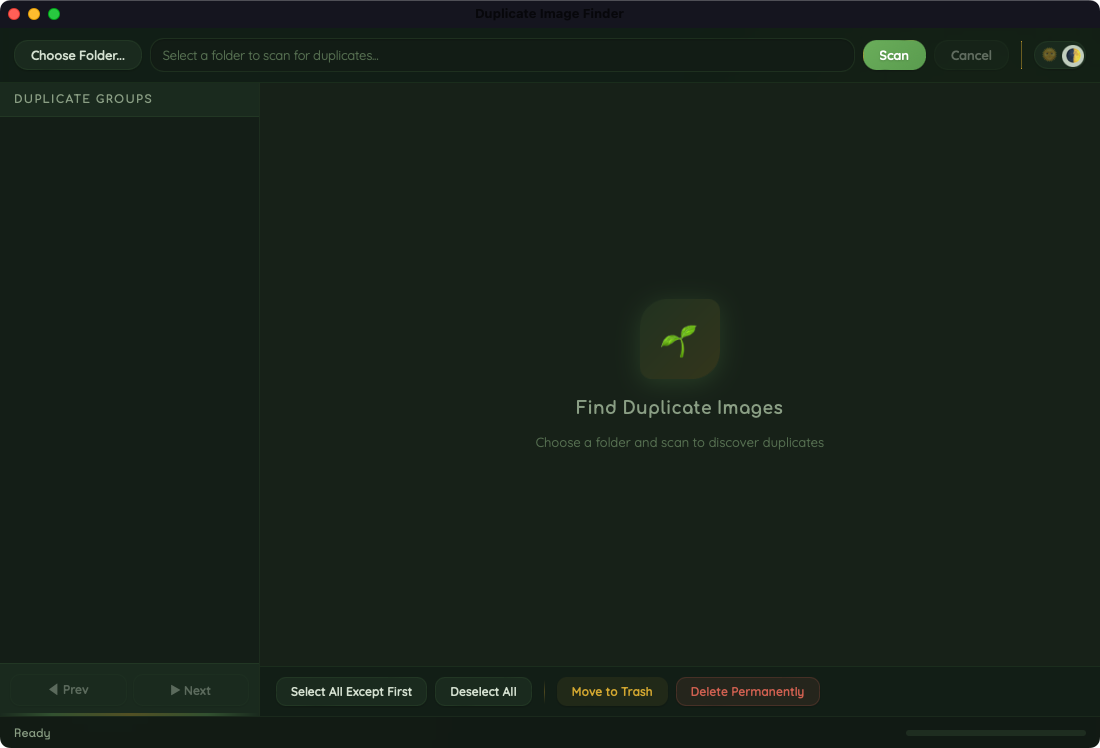 Duplicate Image Finder
Choose Folder... Select a folder to scan for duplicates... Scan Cancel
DUPLICATE GROUPS
Find Duplicate Images
Choose a folder and scan to discover duplicates
◀ Prev ▶ Next
Select All Except First Deselect All Move to Trash Delete Permanently
Ready